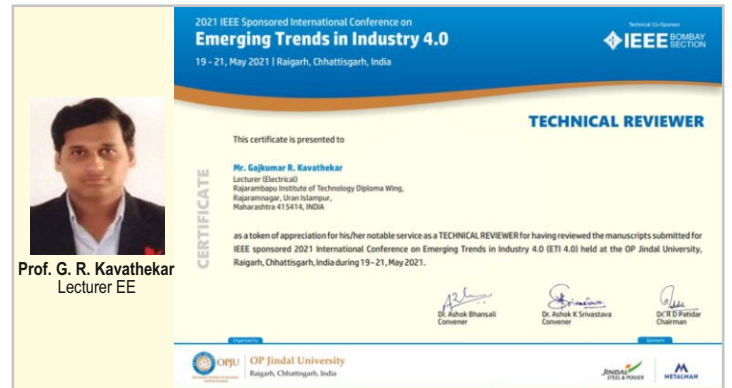 Prof. G. R. Kavathekar
Lecturer EE
2021 IEEE Sponsored International Conference on
Emerging Trends in Industry 4.0
19 - 21, May 2021 | Raigarh, Chhattisgarh, India
Technical Co-Sponsor
IEEE BOMBAY
SECTION
TECHNICAL REVIEWER
CERTIFICATE
This certificate is presented to
Mr. Gajkumar R. Kavathekar
Lecturer (Electrical)
Rajarambapu Institute of Technology Diploma Wing,
Rajaramnagar, Uran Islampur,
Maharashtra 415414, INDIA
as a token of appreciation for his/her notable service as a TECHNICAL REVIEWER for having reviewed the manuscripts submitted for
IEEE sponsored 2021 International Conference on Emerging Trends in Industry 4.0 (ETI 4.0) held at the OP Jindal University,
Raigarh, Chhattisgarh, India during 19 - 21, May 2021.
Dr. Ashok Bhansali
Convener
Dr. Ashok K Srivastava
Convener
Dr. R D Patidar
Chairman
Organized by
OPJU
OP Jindal University
Raigarh, Chhattisgarh, India
Sponsors
JINDAL
STEEL & POWER
METALMAN